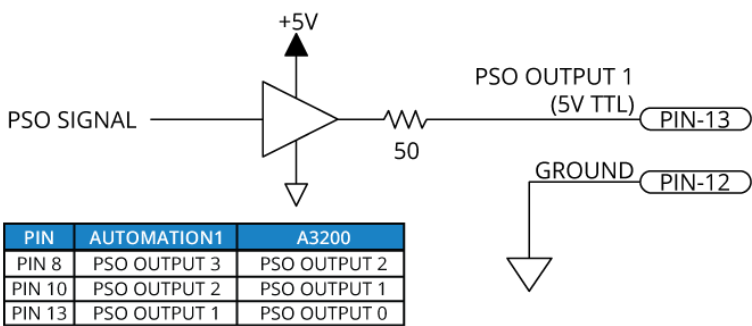 +5V
PSO OUTPUT 1
(5V TTL)
PSO SIGNAL
PIN-13
50
GROUND
PIN-12
PIN AUTOMATION1 A3200
PIN 8 PSO OUTPUT 3 PSO OUTPUT 2
PIN 10 PSO OUTPUT 2 PSO OUTPUT 1
PIN 13 PSO OUTPUT 1 PSO OUTPUT 0